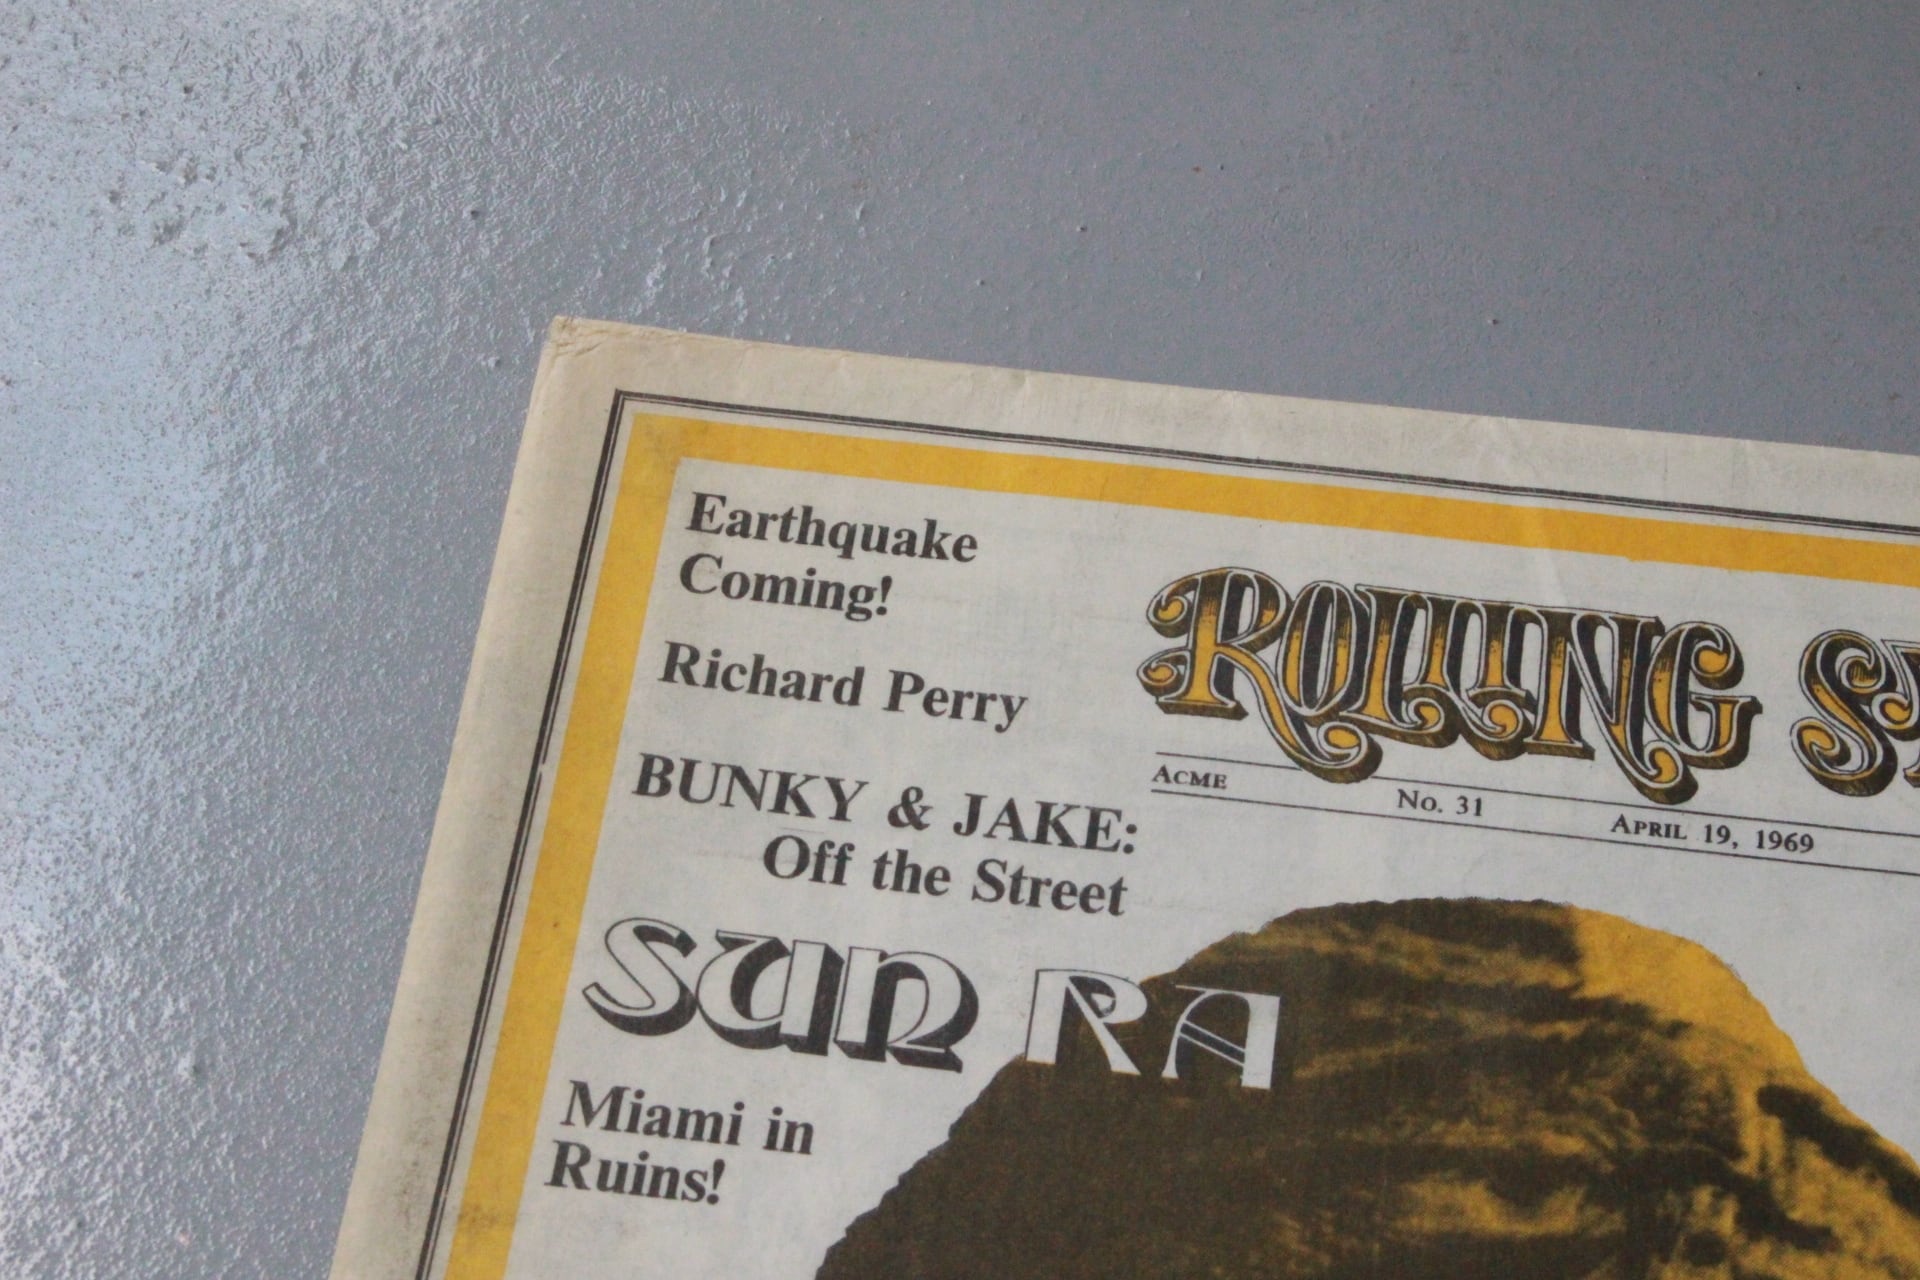 Earthquake
Coming!
Richard Perry
BUNKY & JAKE:
Off the Street
SUN RA
Miami in
Ruins!
ROLLING
ACME No. 31 APRIL 19, 1969